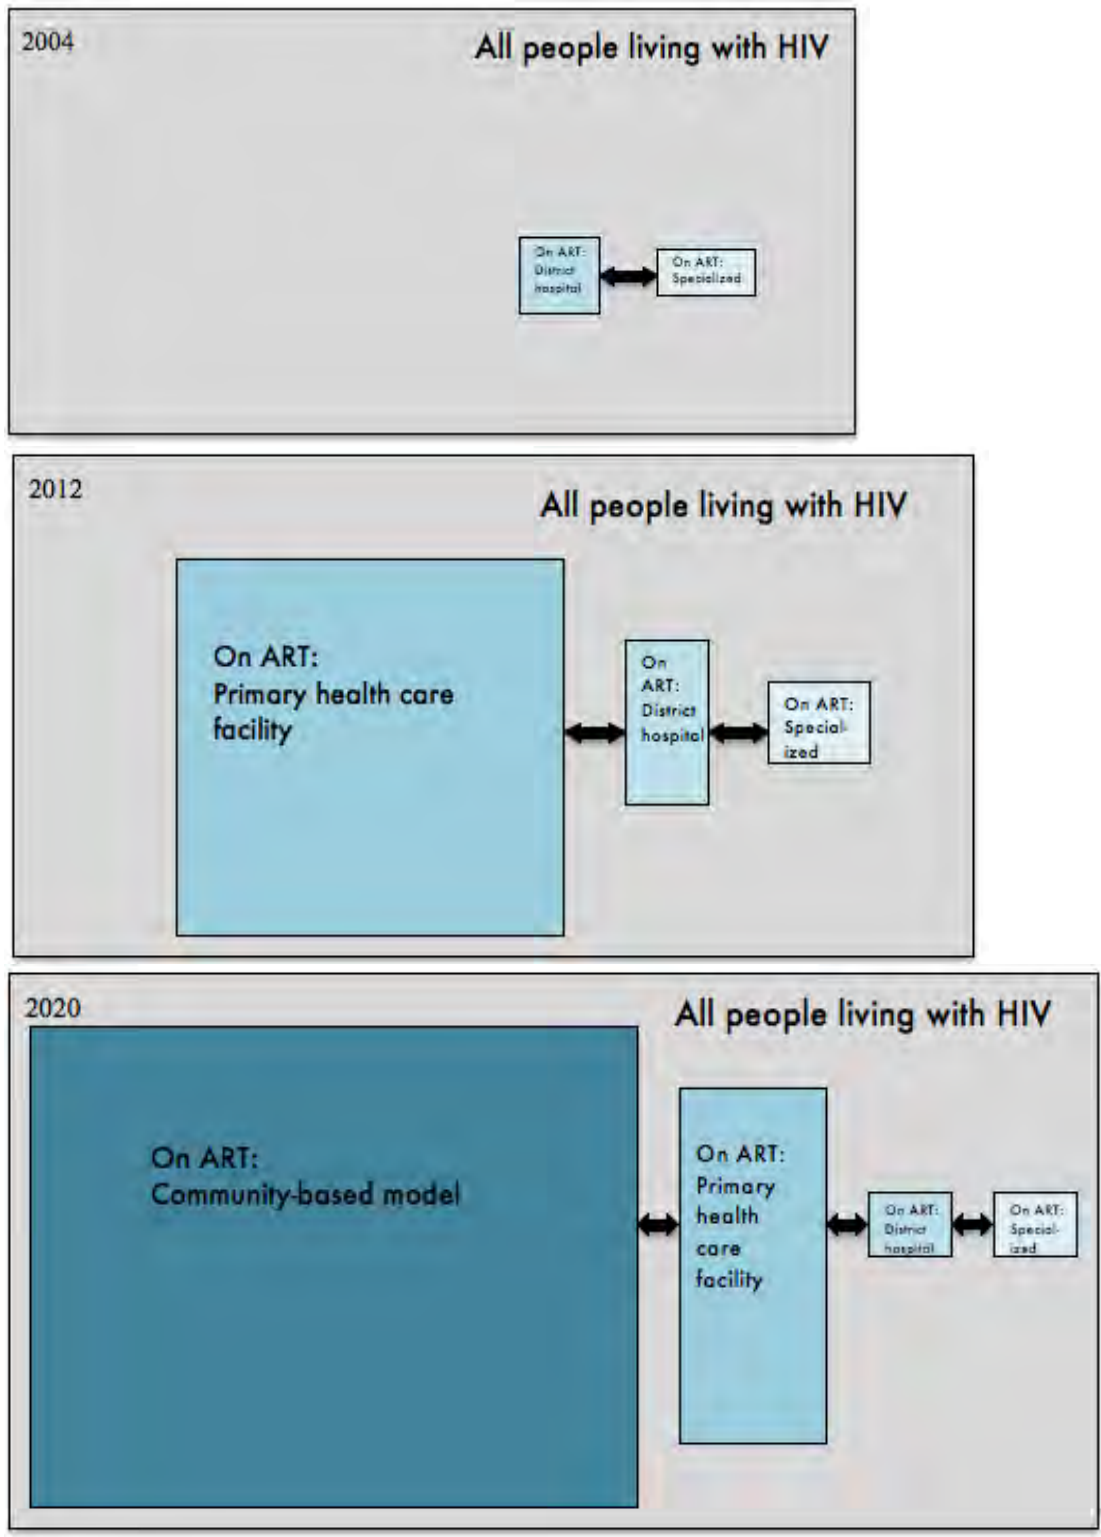 2004
All people living with HIV
On ART:
District
hospital
On ART:
Specialized
2012
All people living with HIV
On ART:
Primary health care
facility
On
ART:
District
hospital
On ART:
Special-
ized
2020
All people living with HIV
On ART:
Community-based model
On ART:
Primary
health
care
facility
On ART:
District
hospital
On ART:
Special-
ized